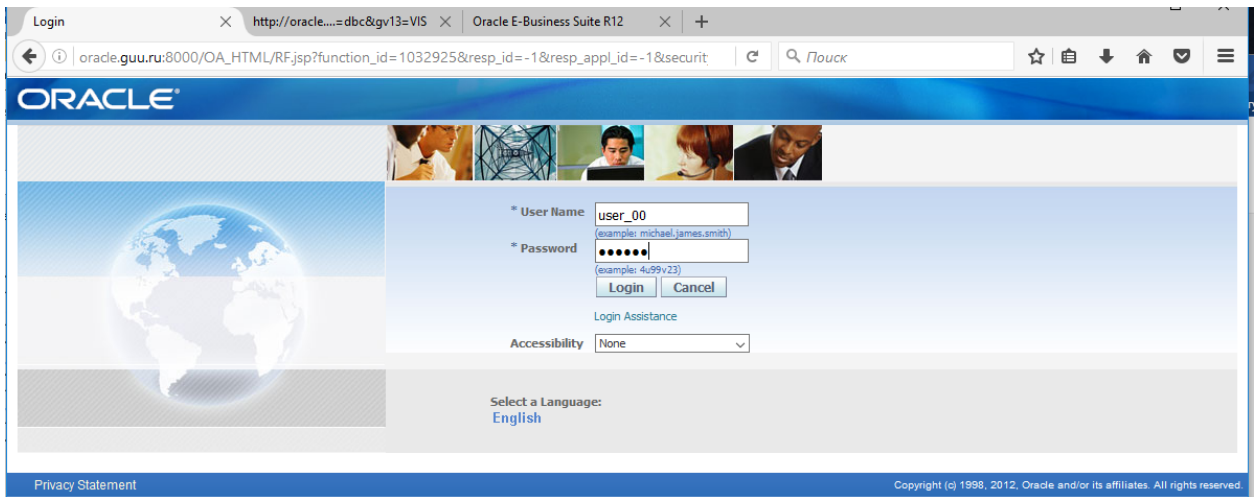 Login
http://oracle....=dbc&gv13=VIS
Oracle E-Business Suite R12
oracle.guu.ru:8000/OA_HTML/RF.jsp?function_id=1032925&resp_id=-1&resp_appl_id=-1&securit
Поиск
ORACLE®
* User Name user_00
(example: michael.james.smith)
* Password ••••••
(example: 4u99v23)
Login Cancel
Login Assistance
Accessibility None
Select a Language:
English
Privacy Statement
Copyright (c) 1998, 2012, Oracle and/or its affiliates. All rights reserved.